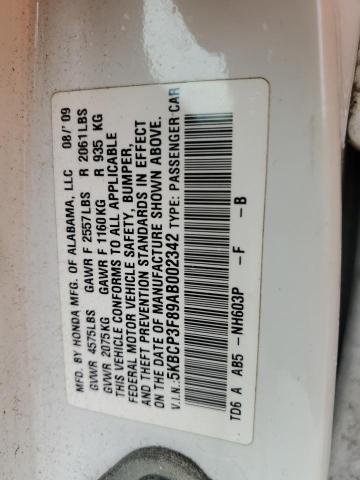 MFD. BY HONDA MFG. OF ALABAMA, LLC 08/'09
GVWR 4575LBS GAWR F 2557LBS R 2061LBS
GVWR 2075KG GAWR F 1160KG R 935 KG
THIS VEHICLE CONFORMS TO ALL APPLICABLE
FEDERAL MOTOR VEHICLE SAFETY, BUMPER,
AND THEFT PREVENTION STANDARDS IN EFFECT
ON THE DATE OF MANUFACTURE SHOWN ABOVE.
V.I.N.: 5KBCP3F89AB002342 TYPE: PASSENGER CAR
TD6 A AB5 - NH603P - F - B